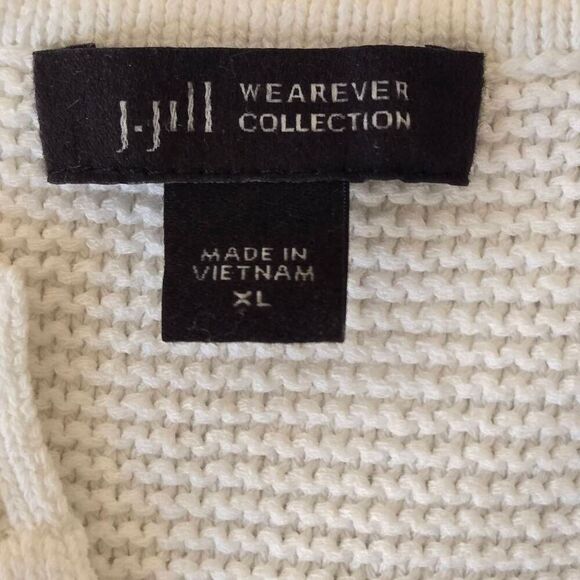 J.Jill WEAREVER
COLLECTION
MADE IN
VIETNAM
XL